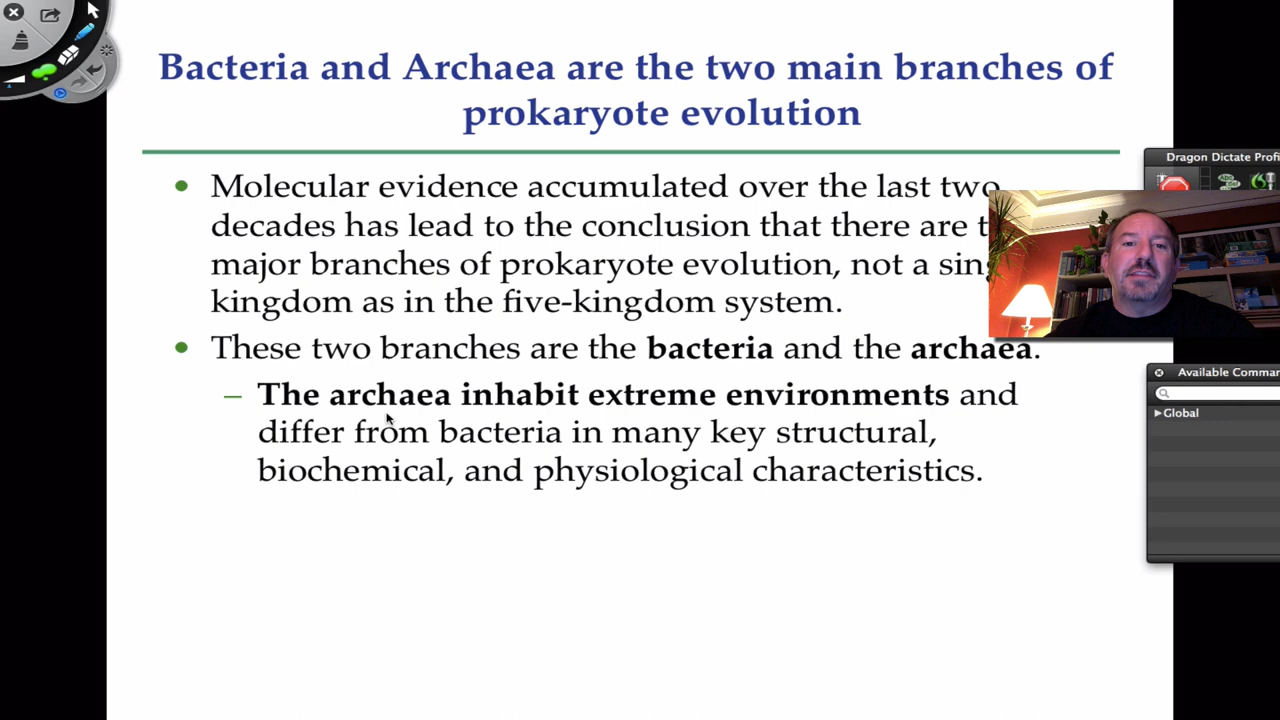 Bacteria and Archaea are the two main branches of
prokaryote evolution
Dragon Dictate Profi
• Molecular evidence accumulated over the last two
decades has lead to the conclusion that there are t
major branches of prokaryote evolution, not a sing
kingdom as in the five-kingdom system.
• These two branches are the bacteria and the archaea.
– The archaea inhabit extreme environments and
differ from bacteria in many key structural,
biochemical, and physiological characteristics.
Available Comman
Global